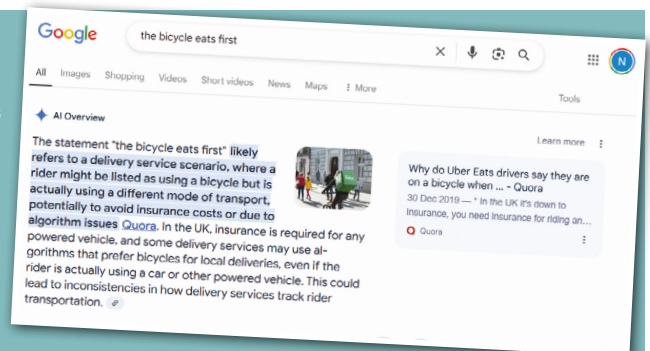 Google
the bicycle eats first
N
All Images Shopping Videos Short videos News Maps More
Tools
AI Overview
Learn more
The statement "the bicycle eats first" likely
refers to a delivery service scenario, where a
rider might be listed as using a bicycle but is
actually using a different mode of transport,
potentially to avoid insurance costs or due to
algorithm issues Quora. In the UK, insurance is required for any
powered vehicle, and some delivery services may use al-
gorithms that prefer bicycles for local deliveries, even if the
rider is actually using a car or other powered vehicle. This could
lead to inconsistencies in how delivery services track rider
transportation.
Why do Uber Eats drivers say they are
on a bicycle when ... - Quora
30 Dec 2019 — " In the UK it's down to
insurance, you need insurance for riding an...
Quora